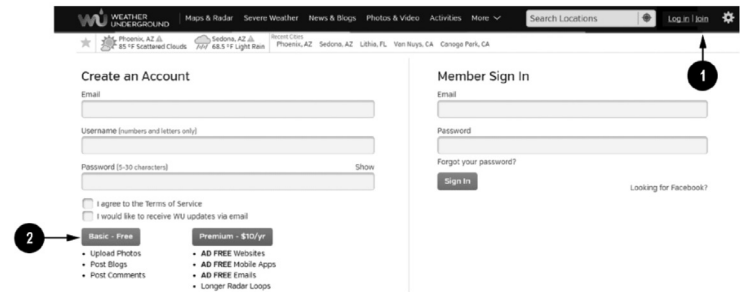 WU WEATHER UNDERGROUND Maps & Radar Severe Weather News & Blogs Photos & Video Activities More Search Locations Log in | Join
Phoenix, AZ
85 °F Scattered Clouds
Sedona, AZ
68.5 °F Light Rain
Recent Cities
Phoenix, AZ Sedona, AZ Lithia, FL Van Nuys, CA Canoga Park, CA
1
Create an Account
Email
Username (numbers and letters only)
Password (5-30 characters) Show
I agree to the Terms of Service
I would like to receive WU updates via email
2
Basic - Free
Upload Photos
Post Blogs
Post Comments
Premium - $10/yr
AD FREE Websites
AD FREE Mobile Apps
AD FREE Emails
Longer Radar Loops
Member Sign In
Email
Password
Forgot your password?
Sign In
Looking for Facebook?